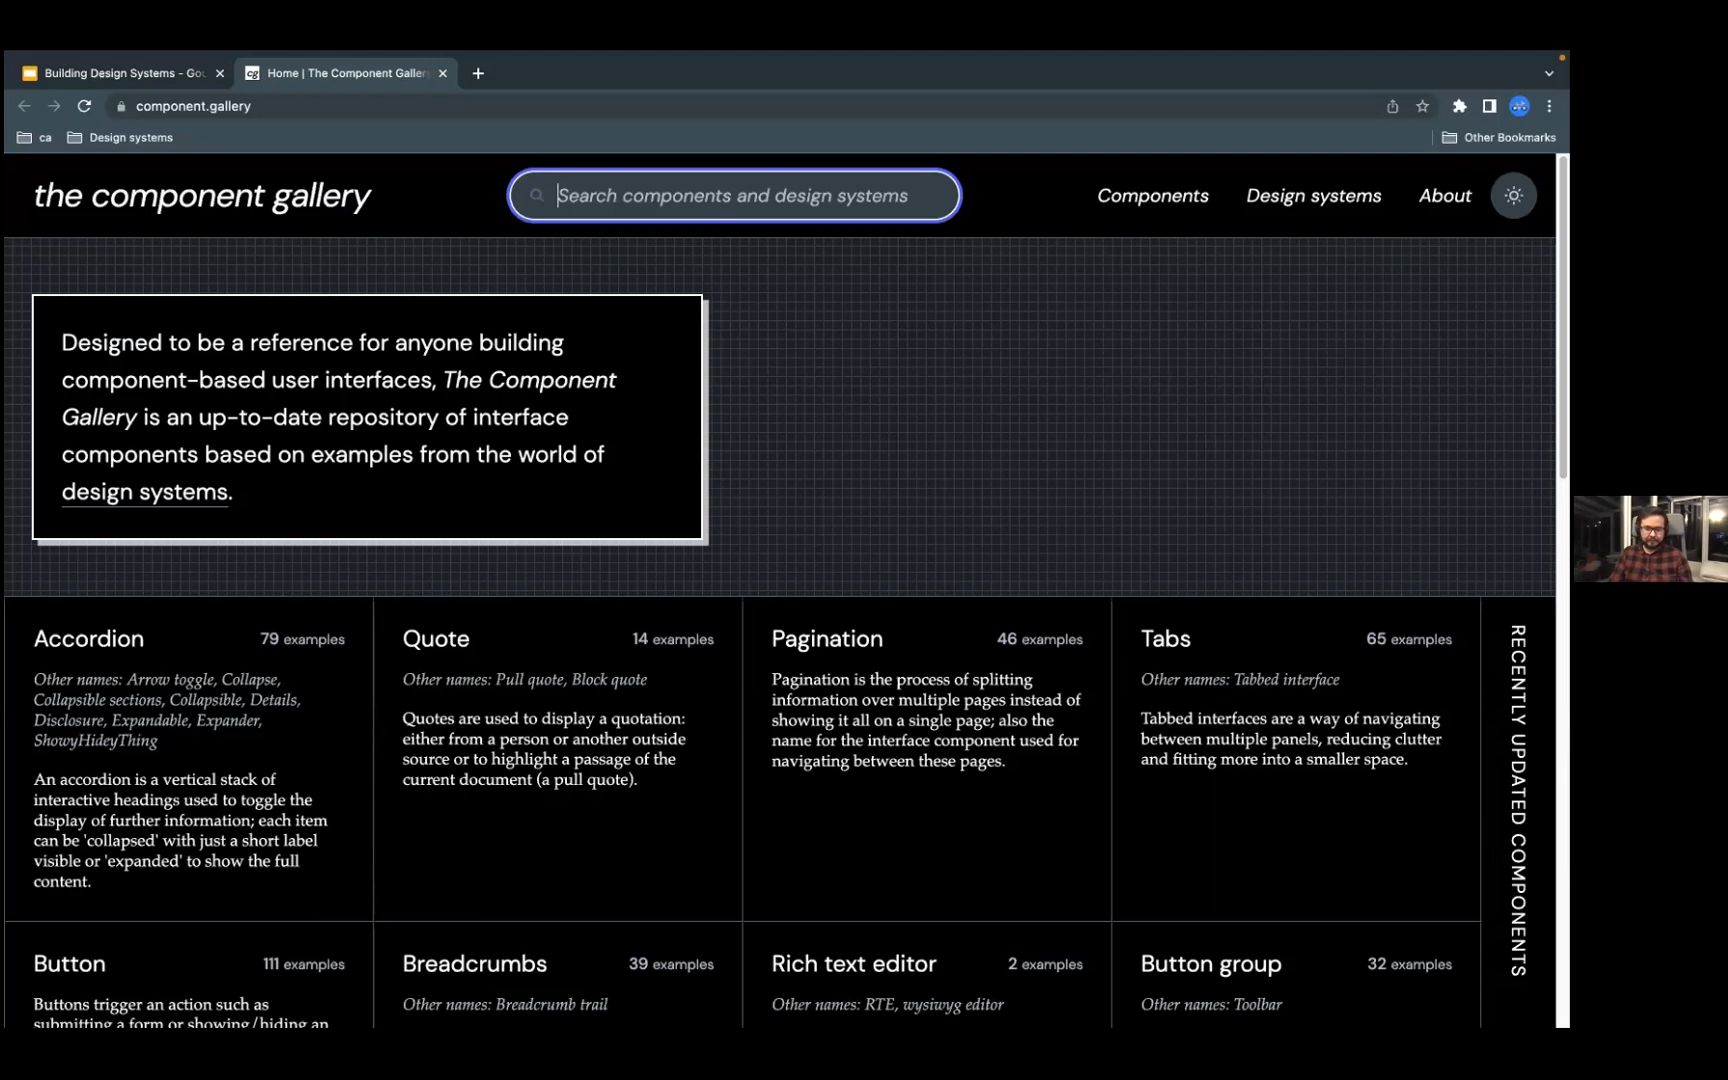 Building Design Systems - Goo
Home | The Component Gallery
component.gallery
ca
Design systems
Other Bookmarks
the component gallery
Search components and design systems
Components
Design systems
About
Designed to be a reference for anyone building
component-based user interfaces, The Component
Gallery is an up-to-date repository of interface
components based on examples from the world of
design systems.
Accordion
79 examples
Other names: Arrow toggle, Collapse,
Collapsible sections, Collapsible, Details,
Disclosure, Expandable, Expander,
ShowyHideyThing
An accordion is a vertical stack of
interactive headings used to toggle the
display of further information; each item
can be 'collapsed' with just a short label
visible or 'expanded' to show the full
content.
Quote
14 examples
Other names: Pull quote, Block quote
Quotes are used to display a quotation:
either from a person or another outside
source or to highlight a passage of the
current document (a pull quote).
Pagination
46 examples
Pagination is the process of splitting
information over multiple pages instead of
showing it all on a single page; also the
name for the interface component used for
navigating between these pages.
Tabs
65 examples
Other names: Tabbed interface
Tabbed interfaces are a way of navigating
between multiple panels, reducing clutter
and fitting more into a smaller space.
RECENTLY UPDATED COMPONENTS
Button
111 examples
Buttons trigger an action such as
submitting a form or showing/hiding an
Breadcrumbs
39 examples
Other names: Breadcrumb trail
Rich text editor
2 examples
Other names: RTE, wysiwyg editor
Button group
32 examples
Other names: Toolbar